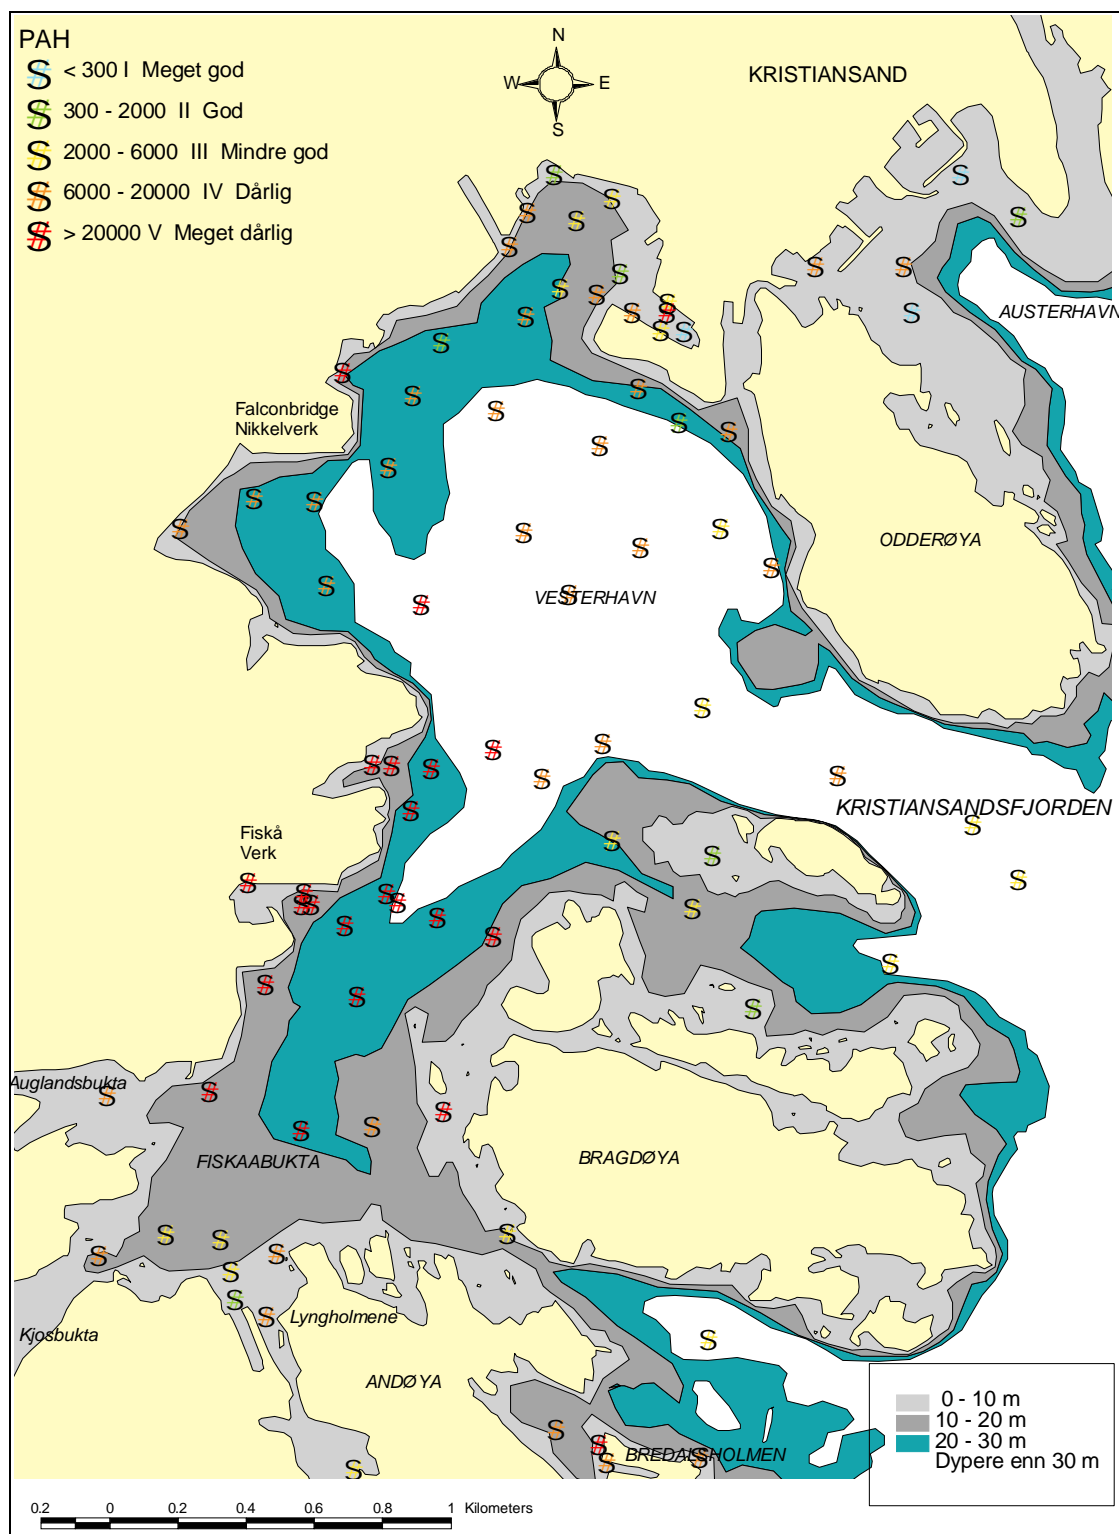 PAH
< 300 I Meget god
300 - 2000 II God
2000 - 6000 III Mindre god
6000 - 20000 IV Dårlig
> 20000 V Meget dårlig
N
W E
S
KRISTIANSAND
AUSTERHAVN
Falconbridge
Nikkelverk
ODDERØYA
VESTERHAVN
KRISTIANSANDSFJORDEN
Fiskå
Verk
Auglandsbukta
FISKAABUKTA
BRAGDØYA
Lyngholmene
Kjosbukta
ANDØYA
BREDALSHOLMEN
0 - 10 m
10 - 20 m
20 - 30 m
Dypere enn 30 m
0.2 0 0.2 0.4 0.6 0.8 1 Kilometers